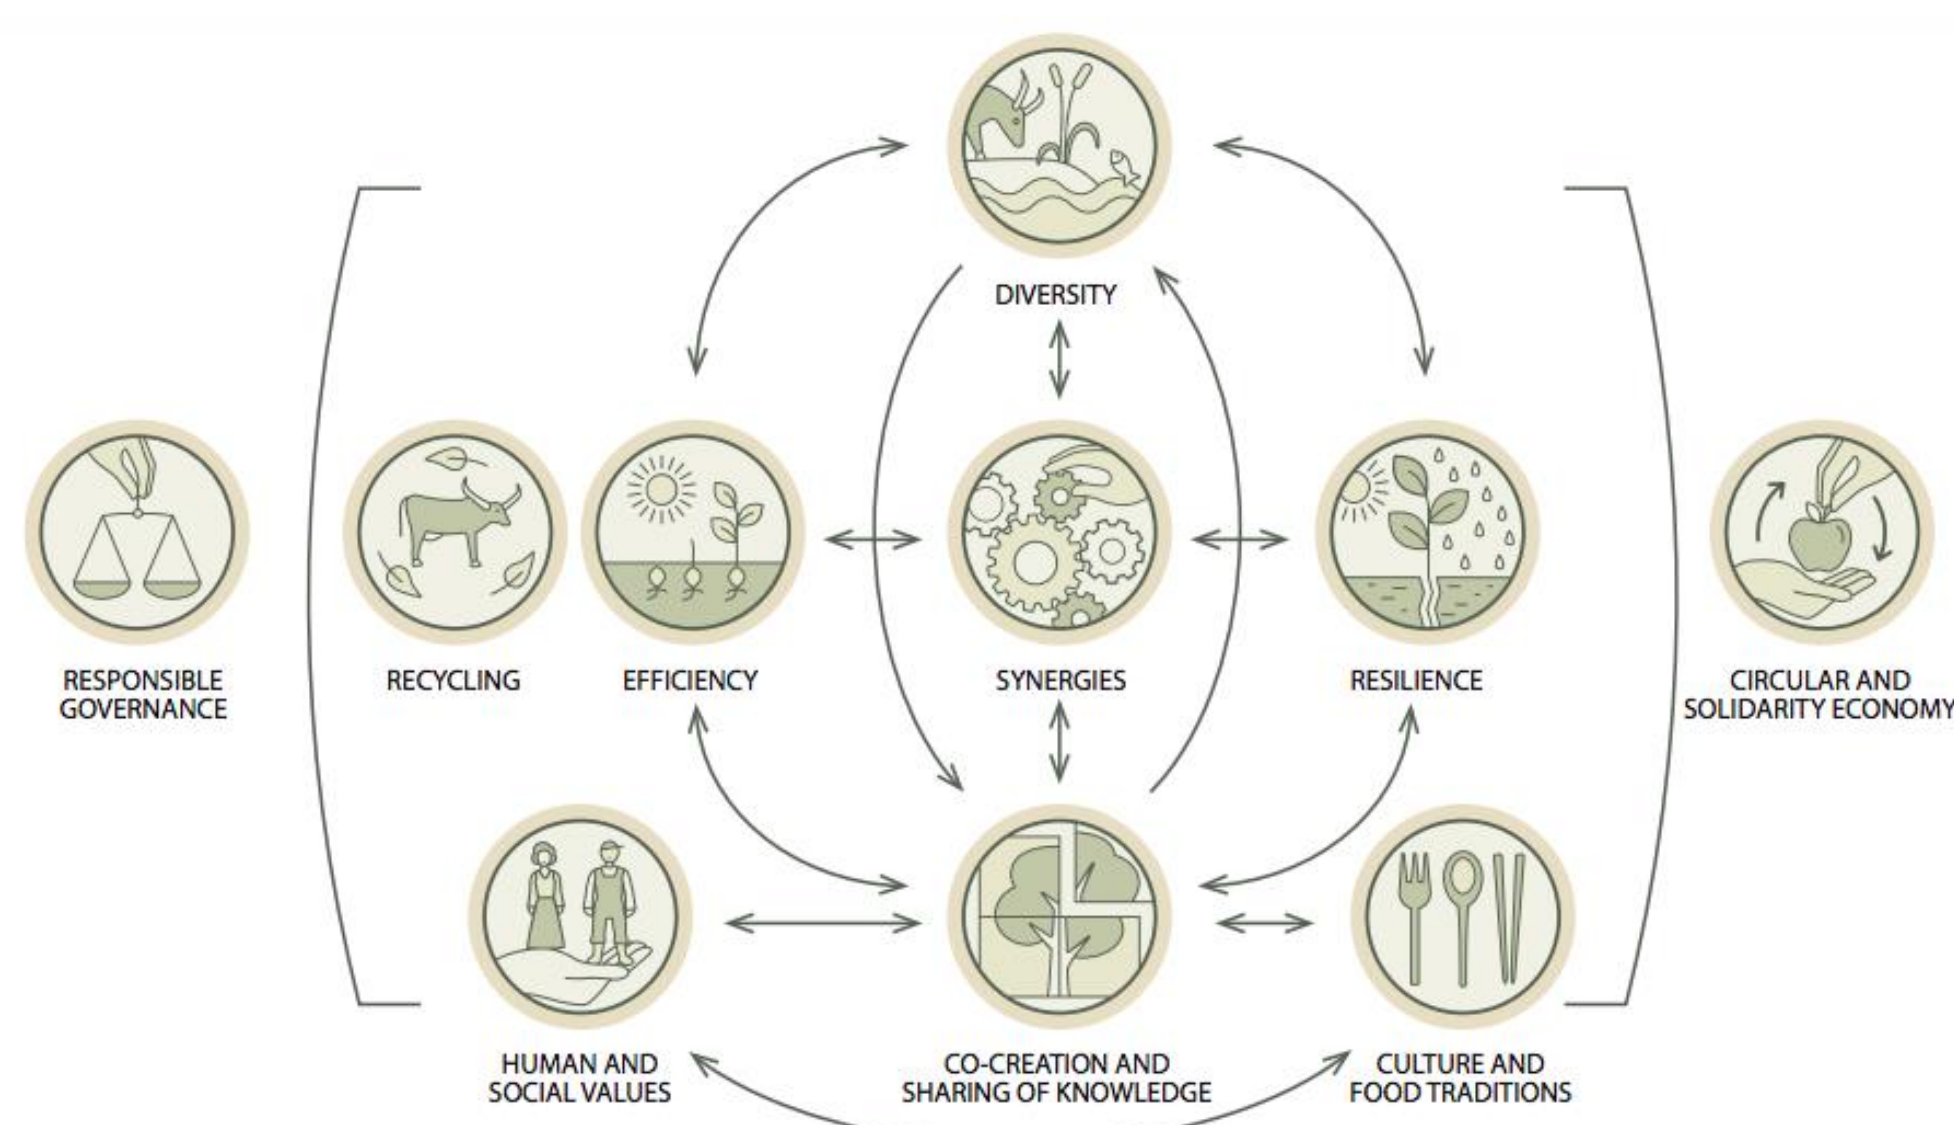 DIVERSITY
RESPONSIBLE
GOVERNANCE
RECYCLING
EFFICIENCY
SYNERGIES
RESILIENCE
CIRCULAR AND
SOLIDARITY ECONOMY
HUMAN AND
SOCIAL VALUES
CO-CREATION AND
SHARING OF KNOWLEDGE
CULTURE AND
FOOD TRADITIONS